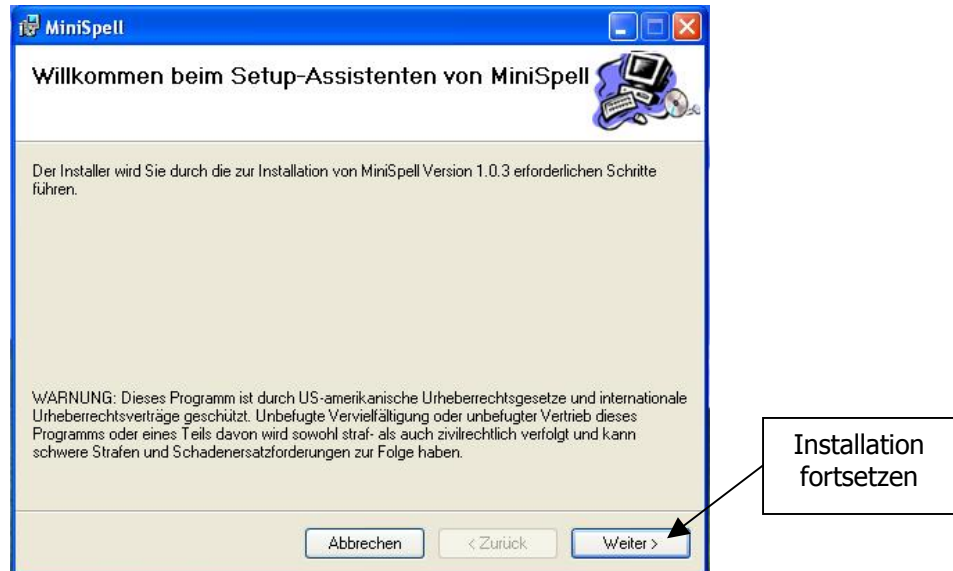 MiniSpell
Willkommen beim Setup-Assistenten von MiniSpell
Der Installer wird Sie durch die zur Installation von MiniSpell Version 1.0.3 erforderlichen Schritte
führen.
WARNUNG: Dieses Programm ist durch US-amerikanische Urheberrechtsgesetze und internationale
Urheberrechtsverträge geschützt. Unbefugte Vervielfältigung oder unbefugter Vertrieb dieses
Programms oder eines Teils davon wird sowohl straf- als auch zivilrechtlich verfolgt und kann
schwere Strafen und Schadenersatzforderungen zur Folge haben.
Installation
fortsetzen
Abbrechen < Zurück Weiter >